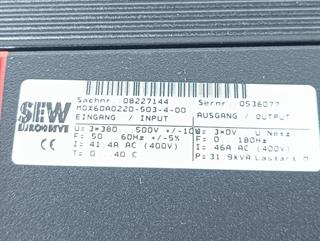 Sachnr 08227144 Sernr 0536077
MDX60A0220-503-4-00
SEW
EURODRIVE
EINGANG / INPUT AUSGANG / OUTPUT
U= 3*380 500V +/-10% U= 3*0V U Netz
F= 50 60Hz +/-5% F= 0 180Hz
I= 41.4A AC (400V) I= 46A AC (400V)
T= 0 40 C P= 31.9kVA Lastart M
CE